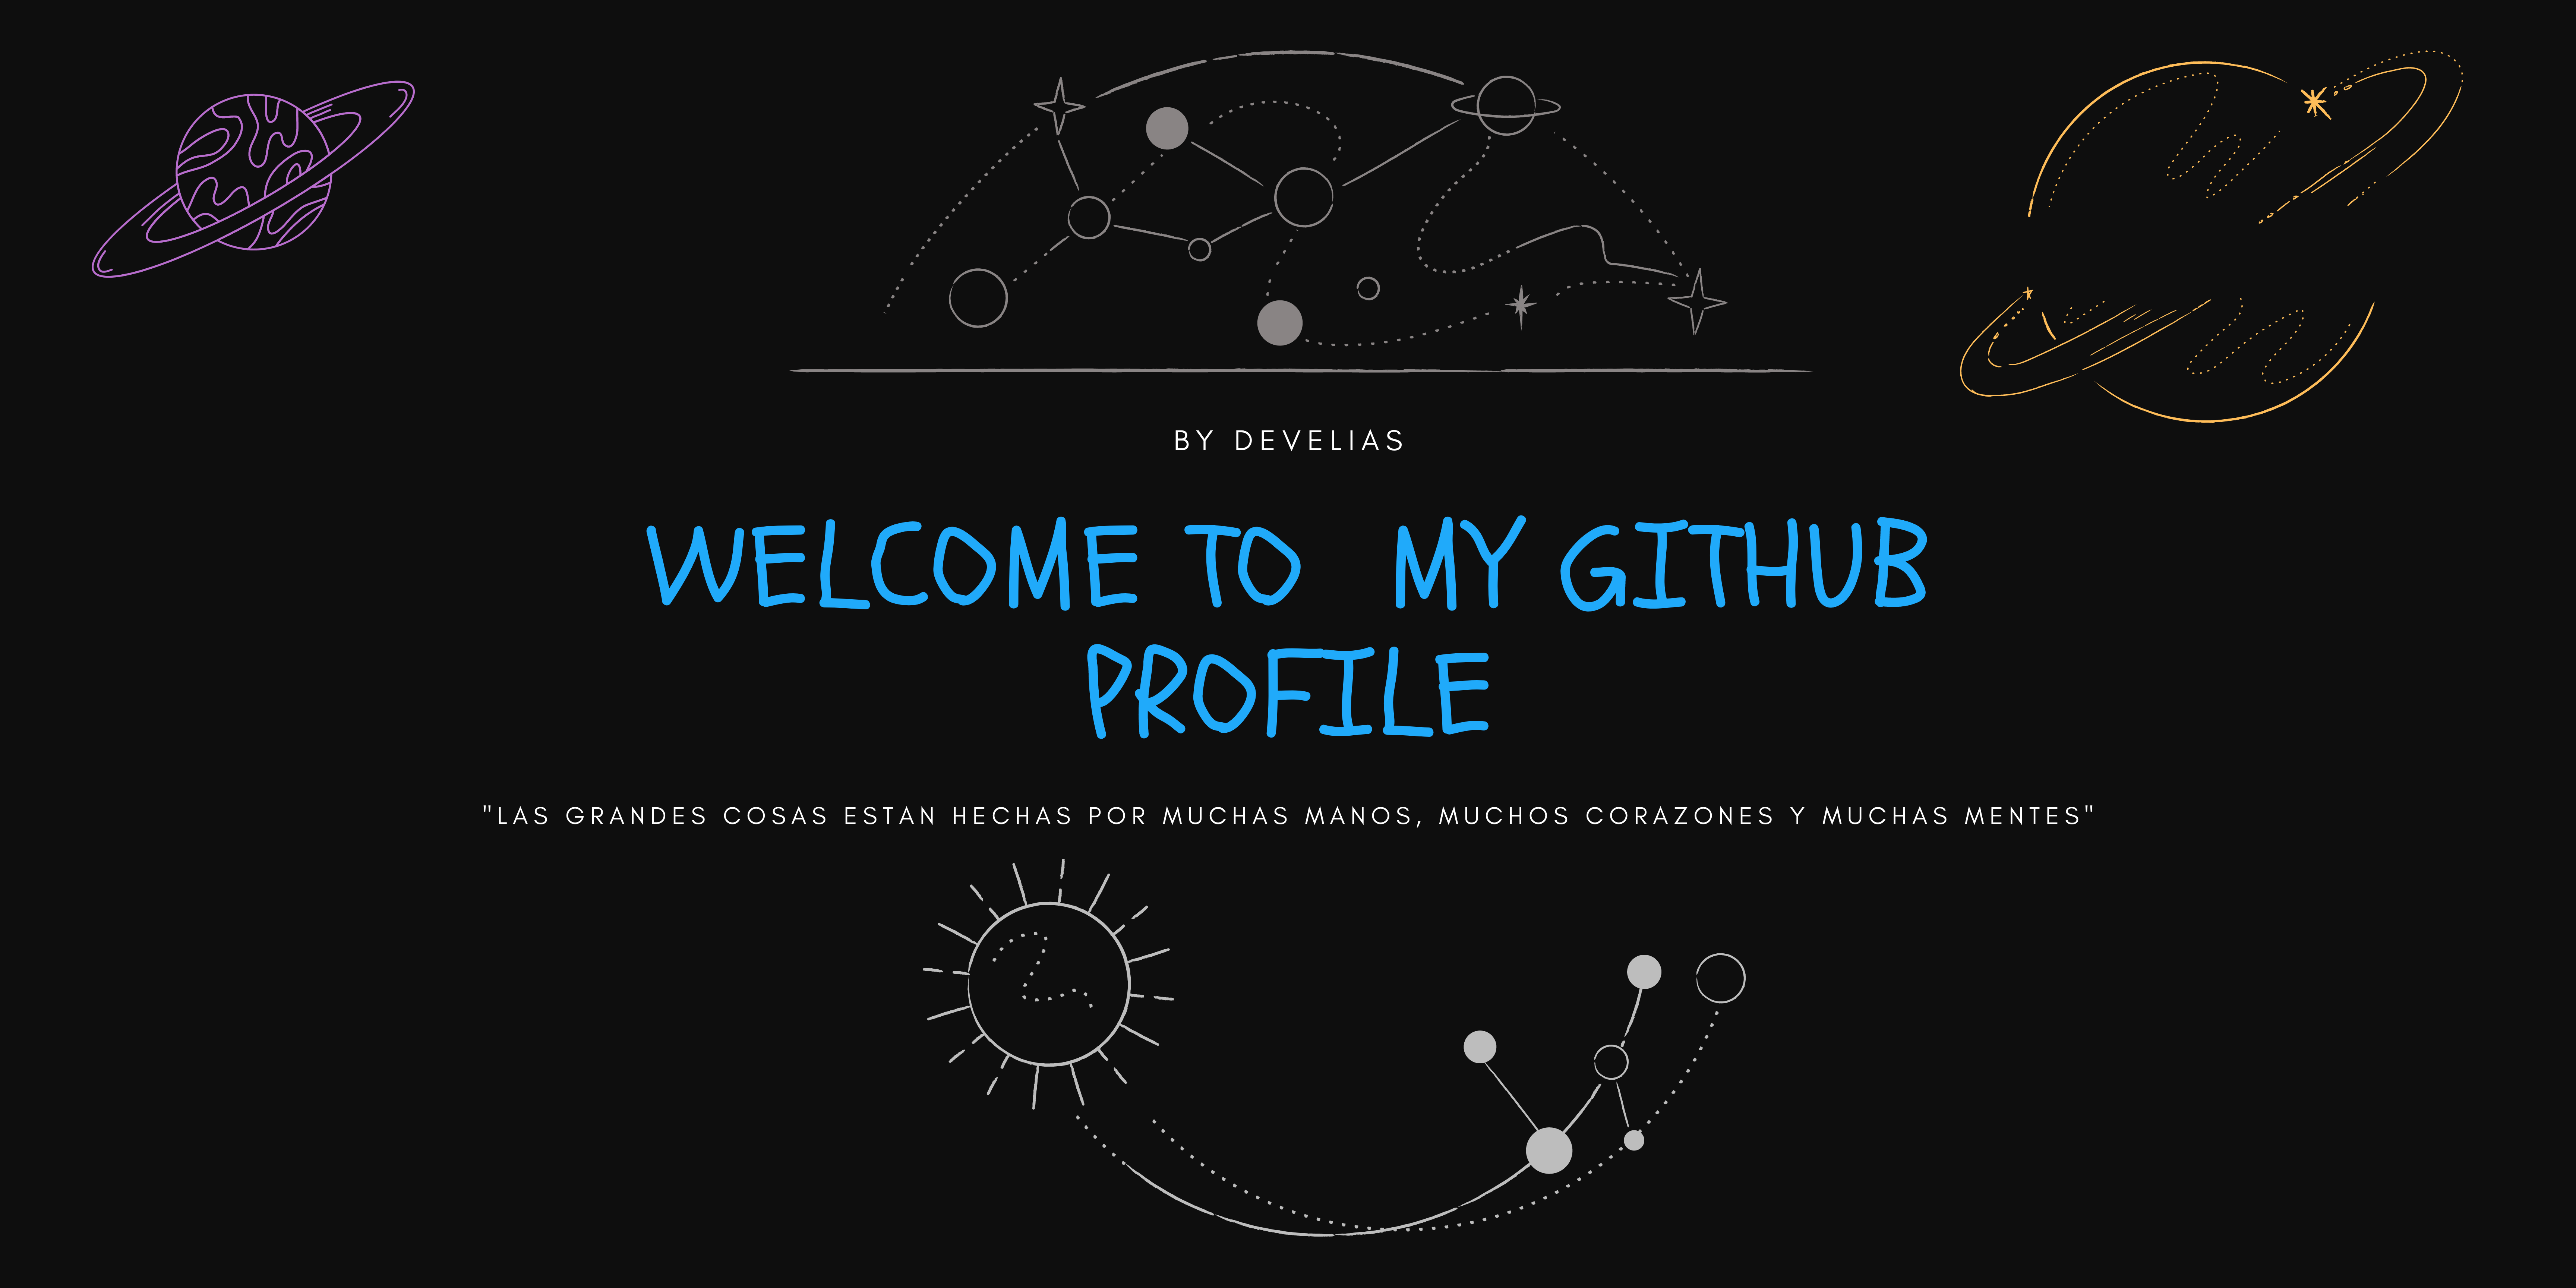 BY DEVELIAS
WELCOME TO MY GITHUB
PROFILE
"LAS GRANDES COSAS ESTAN HECHAS POR MUCHAS MANOS, MUCHOS CORAZONES Y MUCHAS MENTES"